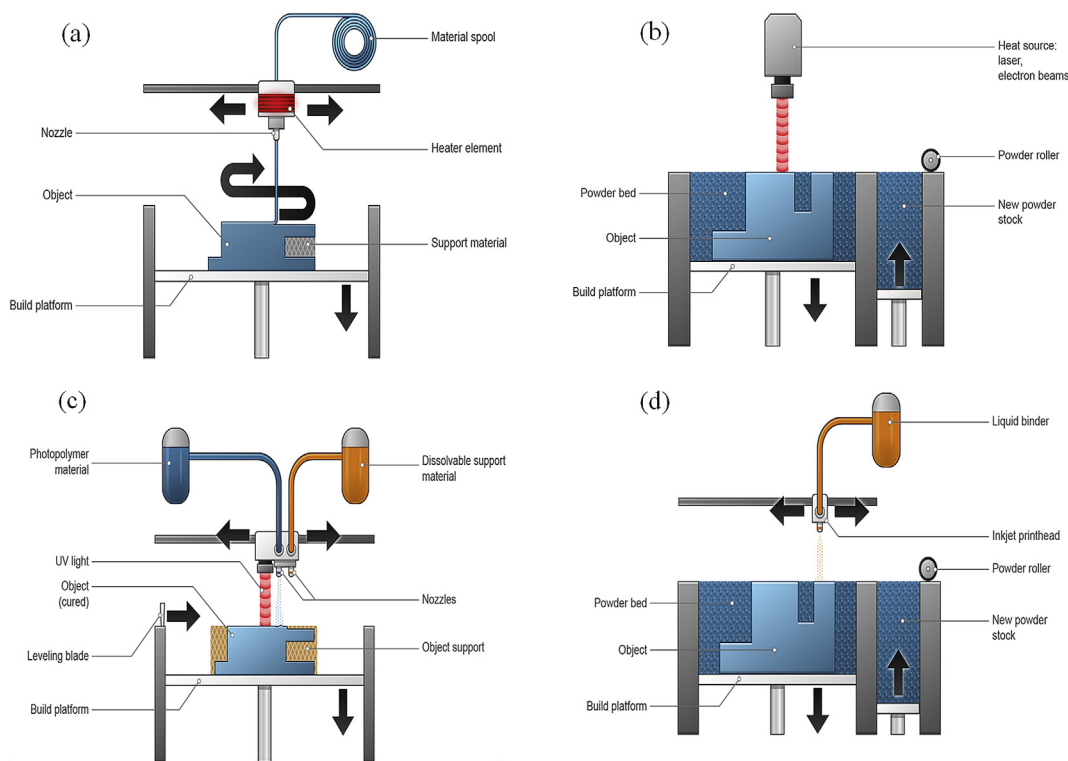 (a)
Material spool
Nozzle
Heater element
Object
Support material
Build platform
(b)
Heat source:
laser,
electron beams
Powder roller
Powder bed
New powder
stock
Object
Build platform
(c)
Photopolymer
material
Dissolvable support
material
UV light
Object
(cured)
Nozzles
Leveling blade
Object support
Build platform
(d)
Liquid binder
Inkjet printhead
Powder roller
Powder bed
New powder
stock
Object
Build platform